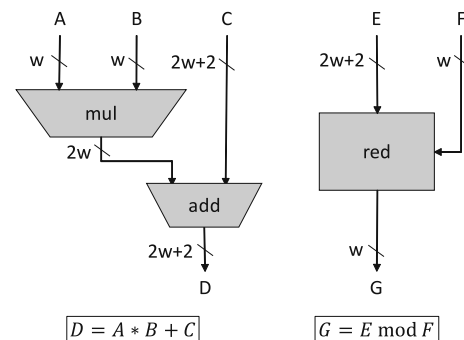 A B C E F
w w 2w+2 2w+2 w
mul
red
2w
add
2w+2
w
D G
D = A * B + C
G = E mod F